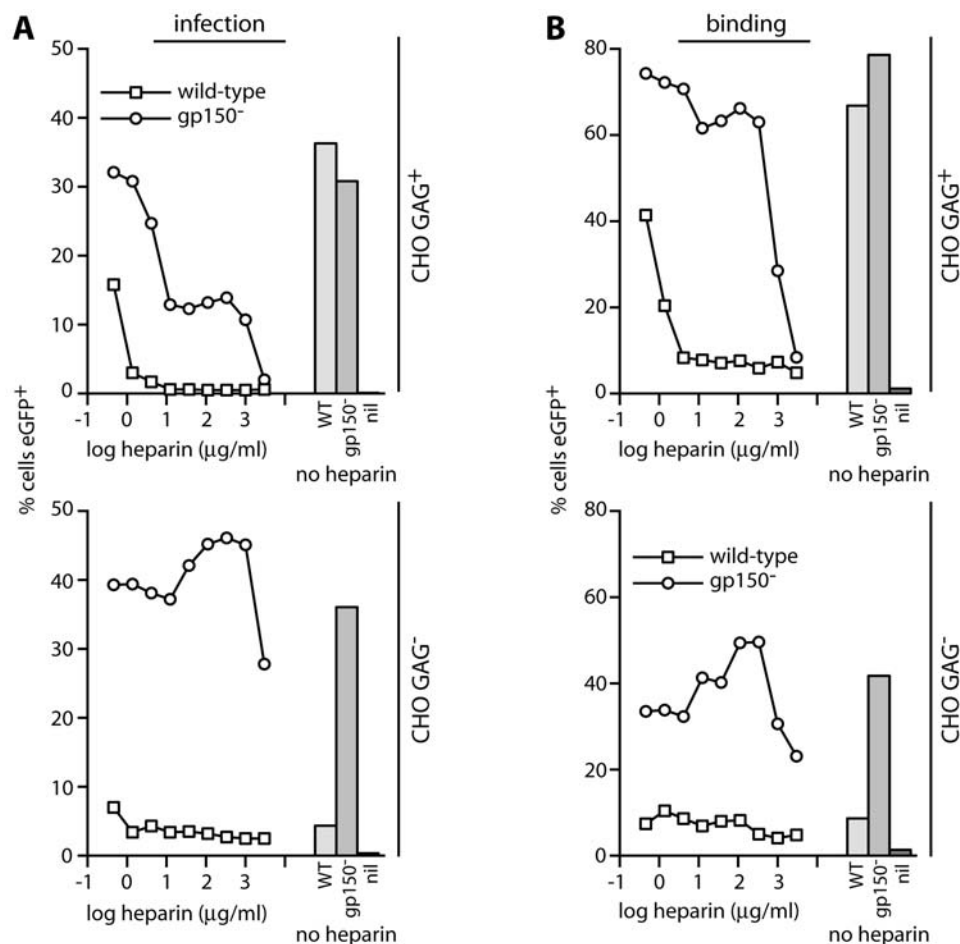 A
infection
50
40
30
20
10
0
wild-type
gp150-
CHO GAG+
-1 0 1 2 3
log heparin (µg/ml)
WT
gp150-
nil
no heparin
B
binding
80
60
40
20
0
CHO GAG+
-1 0 1 2 3
log heparin (µg/ml)
WT
gp150-
nil
no heparin
% cells eGFP+
50
40
30
20
10
0
CHO GAG-
-1 0 1 2 3
log heparin (µg/ml)
WT
gp150-
nil
no heparin
% cells eGFP+
80
60
40
20
0
wild-type
gp150-
CHO GAG-
-1 0 1 2 3
log heparin (µg/ml)
WT
gp150-
nil
no heparin